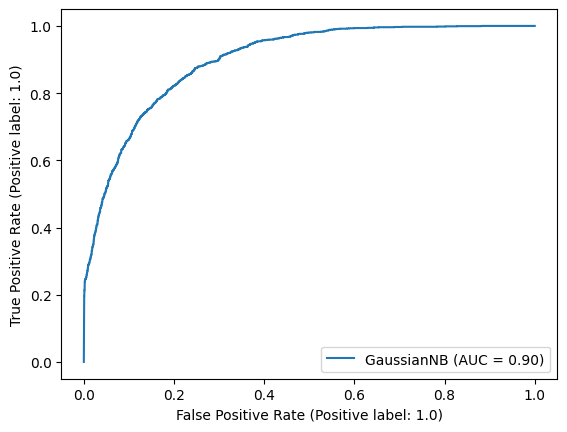 True Positive Rate (Positive label: 1.0)
1.0
0.8
0.6
0.4
0.2
0.0
GaussianNB (AUC = 0.90)
0.0 0.2 0.4 0.6 0.8 1.0
False Positive Rate (Positive label: 1.0)